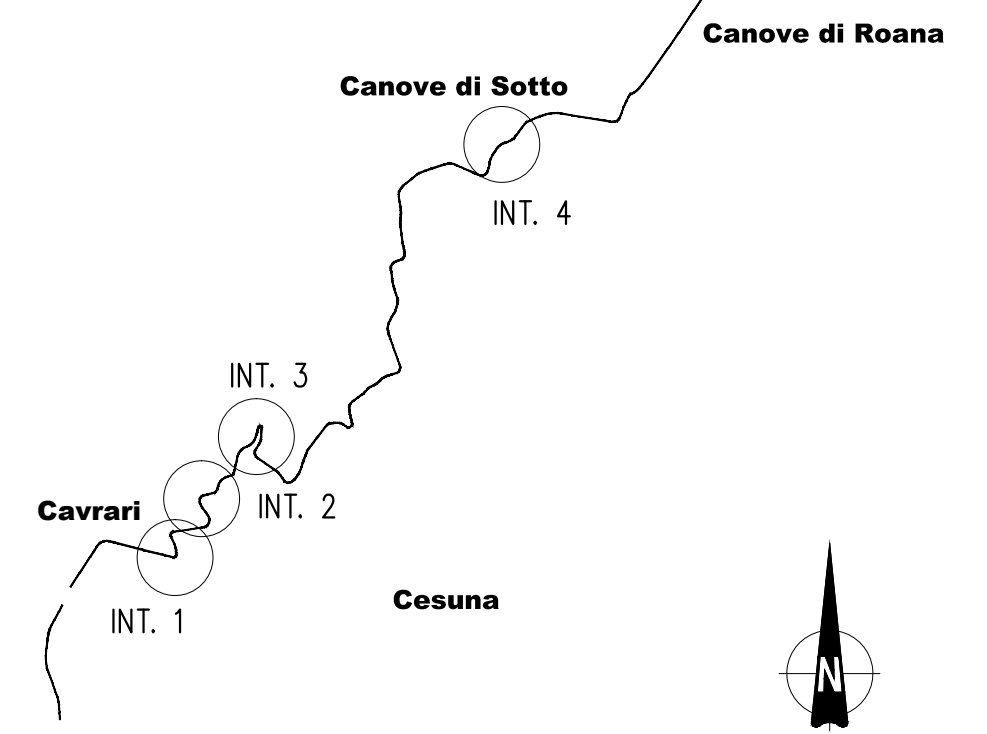 Canove di Roana
Canove di Sotto
INT. 4
INT. 3
INT. 2
Cavrari
Cesuna
INT. 1
N